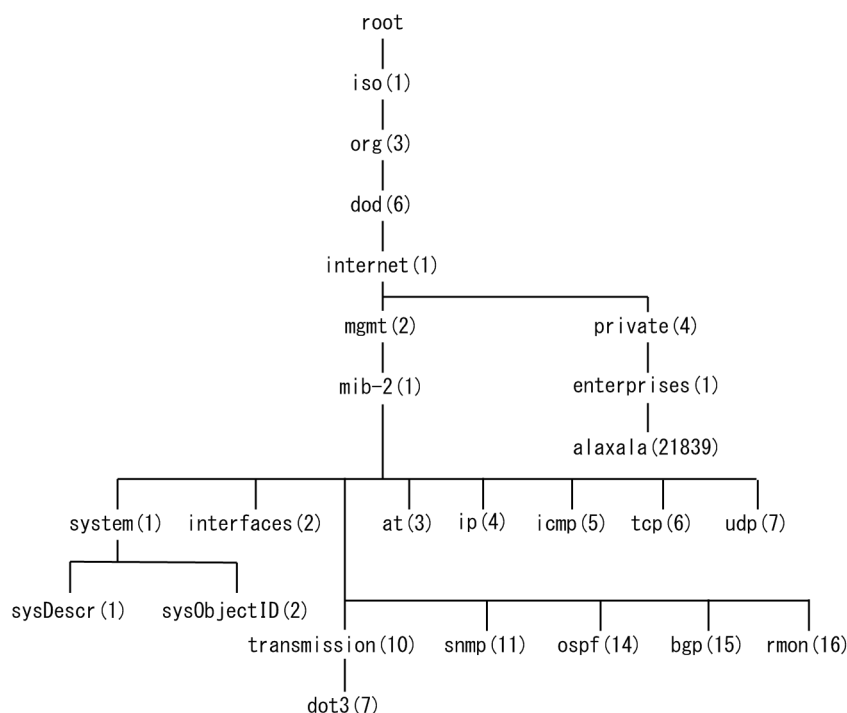 root
iso(1)
org(3)
dod(6)
internet(1)
mgmt(2) private(4)
mib-2(1) enterprises(1)
alaxala(21839)
system(1) interfaces(2) at(3) ip(4) icmp(5) tcp(6) udp(7)
sysDescr(1) sysObjectID(2)
transmission(10) snmp(11) ospf(14) bgp(15) rmon(16)
dot3(7)